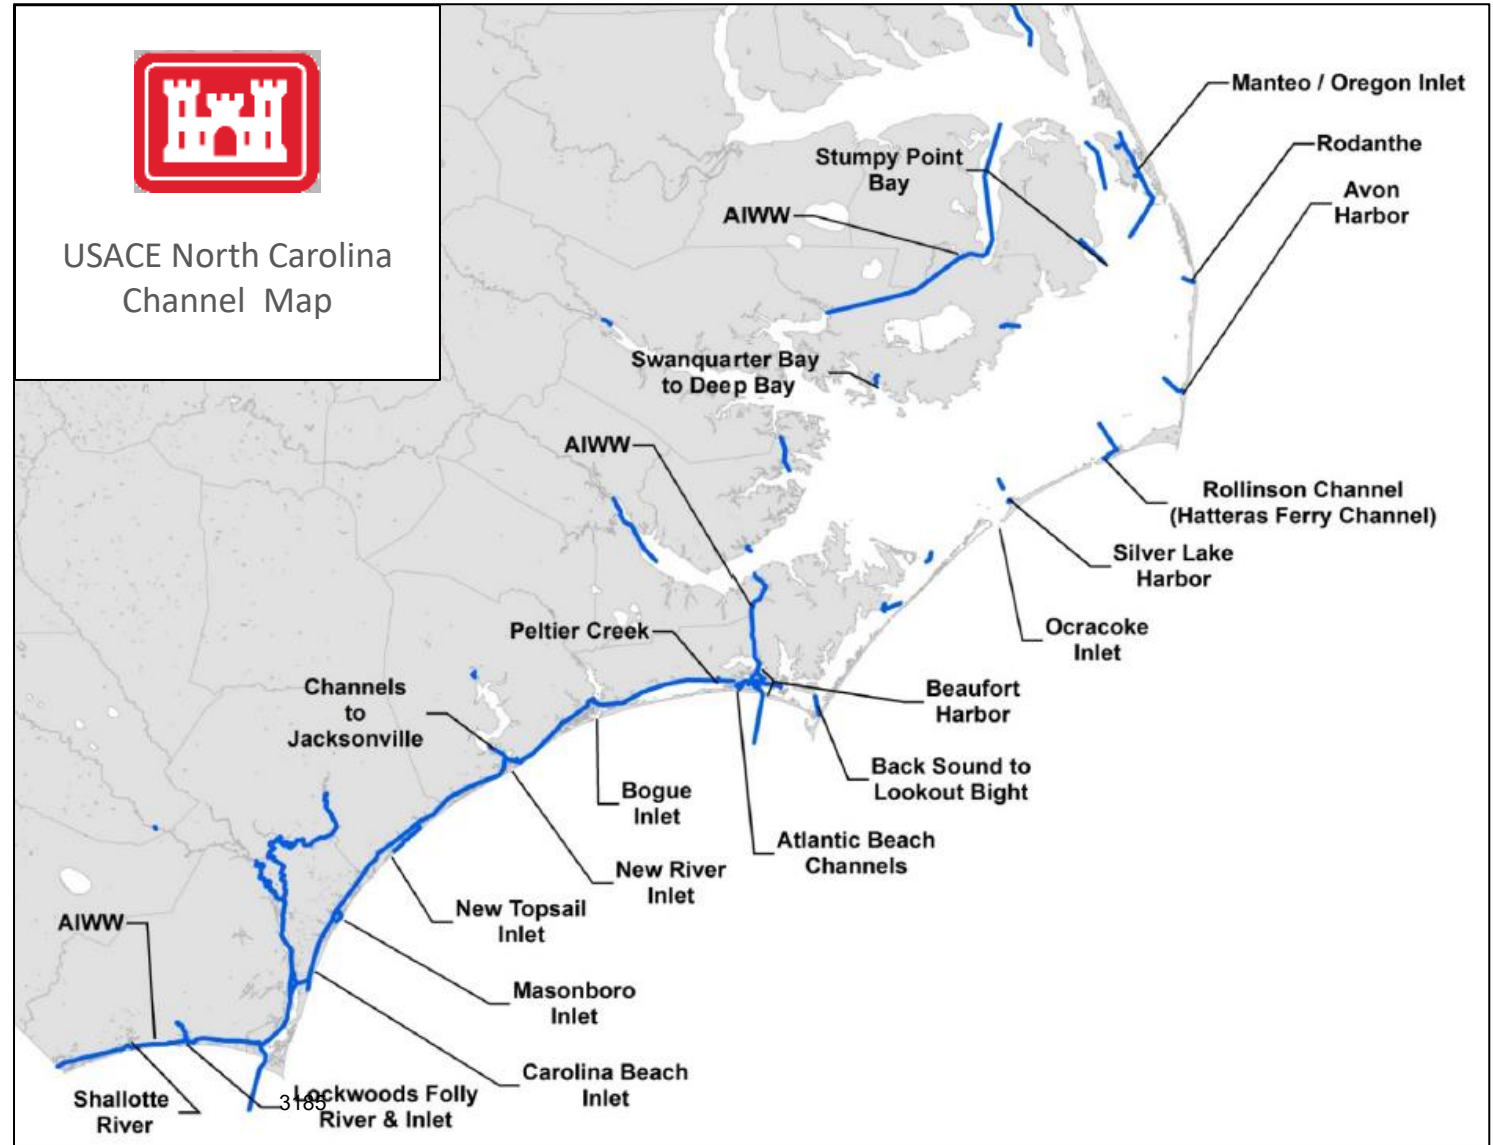 USACE North Carolina
Channel Map
Manteo / Oregon Inlet
Rodanthe
Stumpy Point
Bay
Avon
Harbor
AIWW
Swanquarter Bay
to Deep Bay
AIWW
Rollinson Channel
(Hatteras Ferry Channel)
Silver Lake
Harbor
Peltier Creek
Ocracoke
Inlet
Channels
to
Jacksonville
Beaufort
Harbor
Back Sound to
Lookout Bight
Bogue
Inlet
Atlantic Beach
Channels
New River
Inlet
New Topsail
Inlet
AIWW
Masonboro
Inlet
Carolina Beach
Inlet
Shallotte
River
Lockwoods Folly
River & Inlet
3185